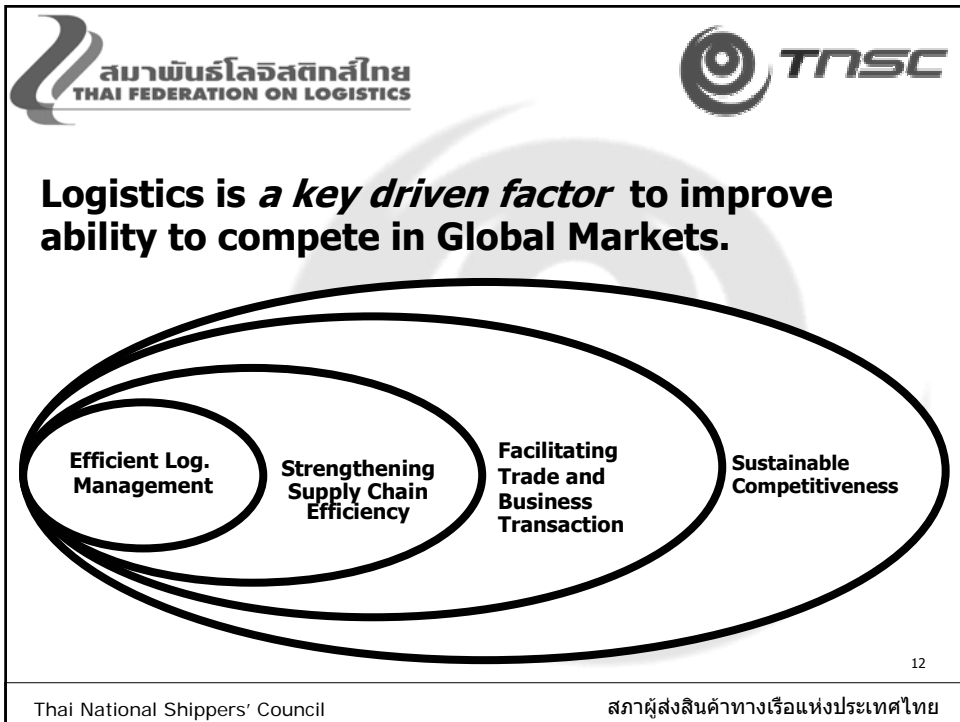 สมาพันธ์โลจิสติกส์ไทย
THAI FEDERATION ON LOGISTICS
TNSC
Logistics is a key driven factor to improve
ability to compete in Global Markets.
Efficient Log.
Management
Strengthening
Supply Chain
Efficiency
Facilitating
Trade and
Business
Transaction
Sustainable
Competitiveness
12
Thai National Shippers' Council
สภาผู้ส่งสินค้าทางเรือแห่งประเทศไทย